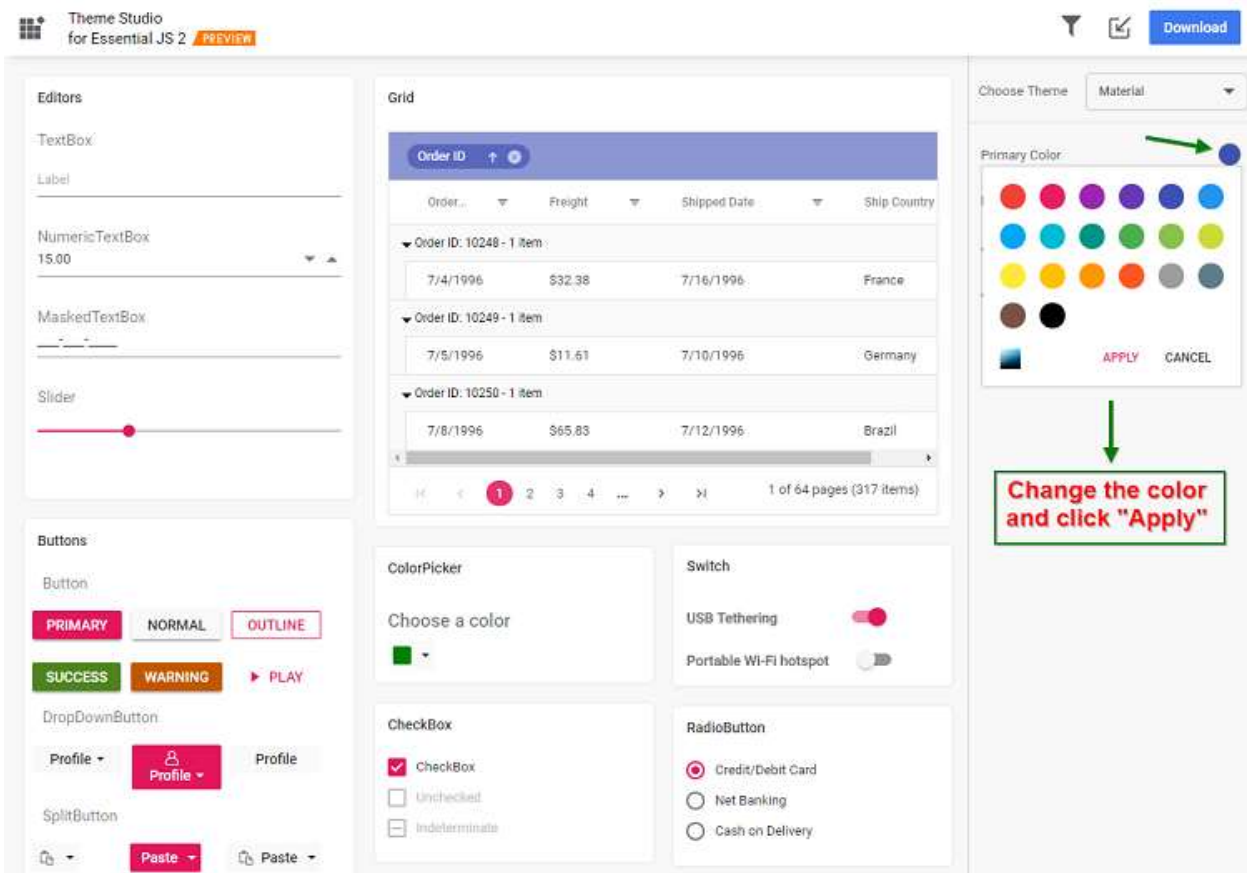 Theme Studio
for Essential JS 2 PREVIEW
Download
Editors
TextBox
Label
NumericTextBox
15.00
MaskedTextBox
___-___-____
Slider
Grid
Order ID
Order... Freight Shipped Date Ship Country
Order ID: 10248 - 1 item
7/4/1996 $32.38 7/16/1996 France
Order ID: 10249 - 1 item
7/5/1996 $11.61 7/10/1996 Germany
Order ID: 10250 - 1 item
7/8/1996 $65.83 7/12/1996 Brazil
1 2 3 4 ... 1 of 64 pages (317 items)
Choose Theme Material
Primary Color
APPLY CANCEL
Change the color
and click "Apply"
Buttons
Button
PRIMARY NORMAL OUTLINE
SUCCESS WARNING PLAY
DropDownButton
Profile Profile Profile
SplitButton
Paste Paste
ColorPicker
Choose a color
Switch
USB Tethering
Portable Wi-Fi hotspot
CheckBox
CheckBox
Unchecked
Indeterminate
RadioButton
Credit/Debit Card
Net Banking
Cash on Delivery